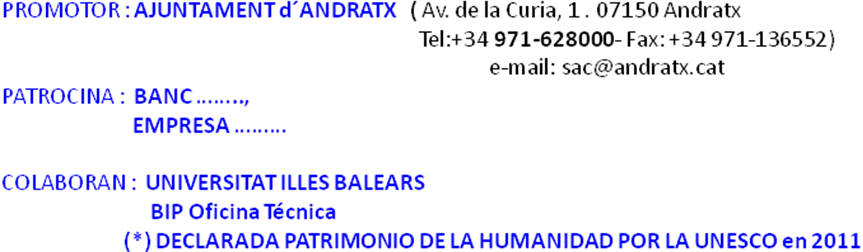 PROMOTOR : AJUNTAMENT d´ANDRATX ( Av. de la Curia, 1 . 07150 Andratx
Tel:+34 971-628000- Fax: +34 971-136552)
e-mail: sac@andratx.cat
PATROCINA : BANC ........,
EMPRESA .........
COLABORAN : UNIVERSITAT ILLES BALEARS
BIP Oficina Técnica
(*) DECLARADA PATRIMONIO DE LA HUMANIDAD POR LA UNESCO en 2011